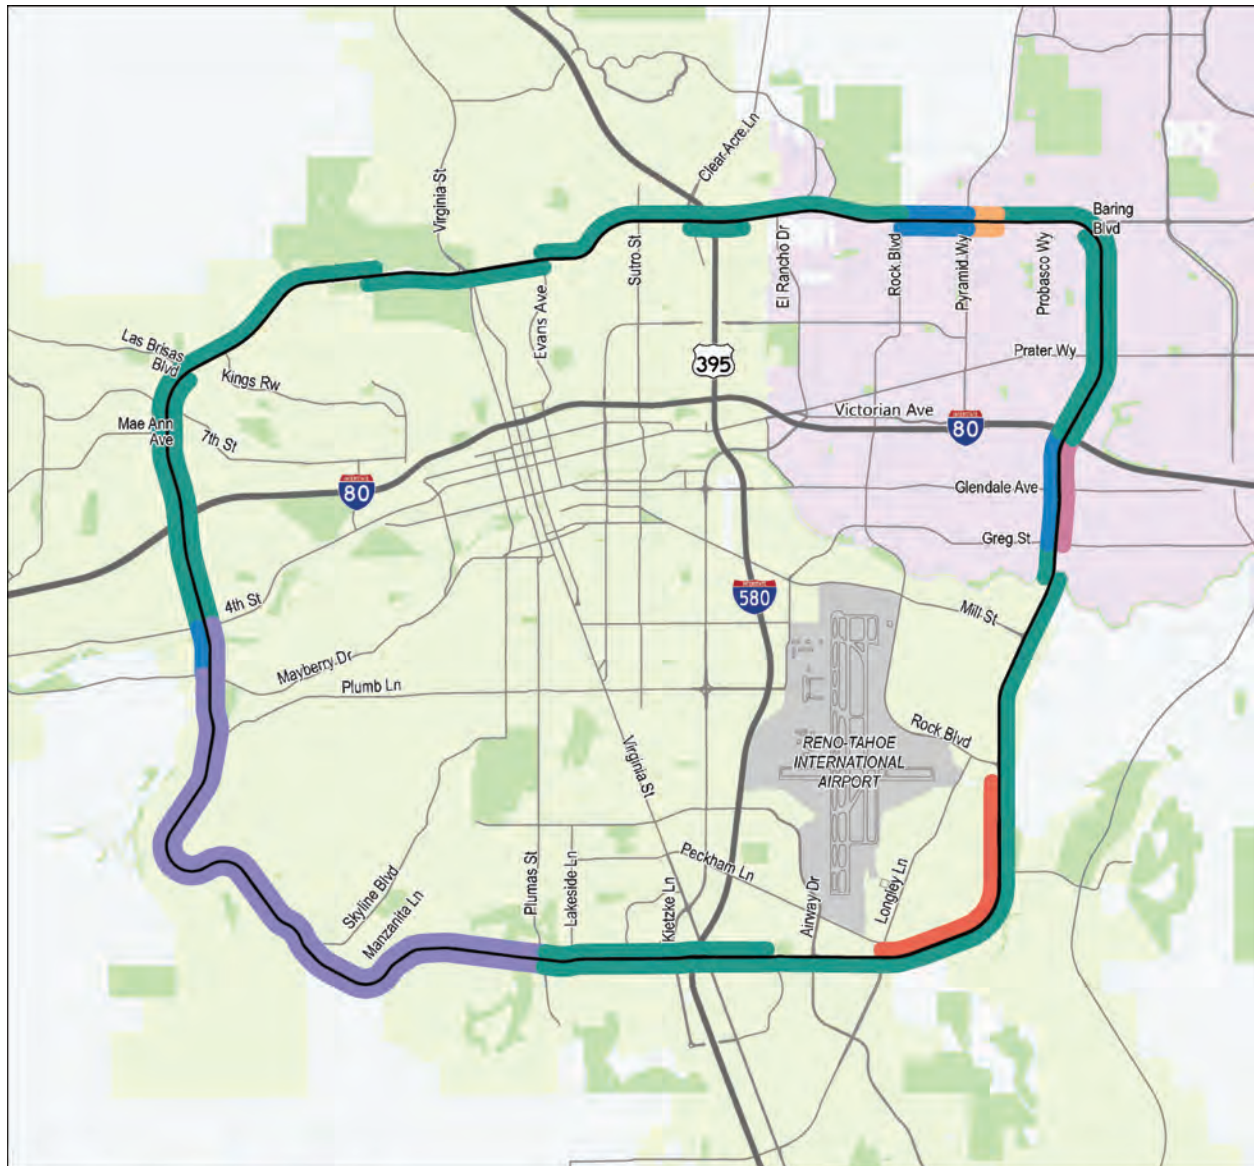 Clear Acre Ln
Virginia St
Baring
Blvd
Sutro St
El Rancho Dr
Rock Blvd
Pyramid Wy
Probasco Wy
Evans Ave
Las Brisas
Blvd
Kings Rw
395
Prater Wy
Mae Ann
Ave
7th St
Victorian Ave
80
80
Glendale Ave
Greg St
580
4th St
Mill St
Mayberry Dr
Plumb Ln
Rock Blvd
Virginia St
RENO-TAHOE
INTERNATIONAL
AIRPORT
Skyline Blvd
Manzanita Ln
Plumas St
Lakeside Ln
Kietzke Ln
Peckham Ln
Airway Dr
Longley Ln